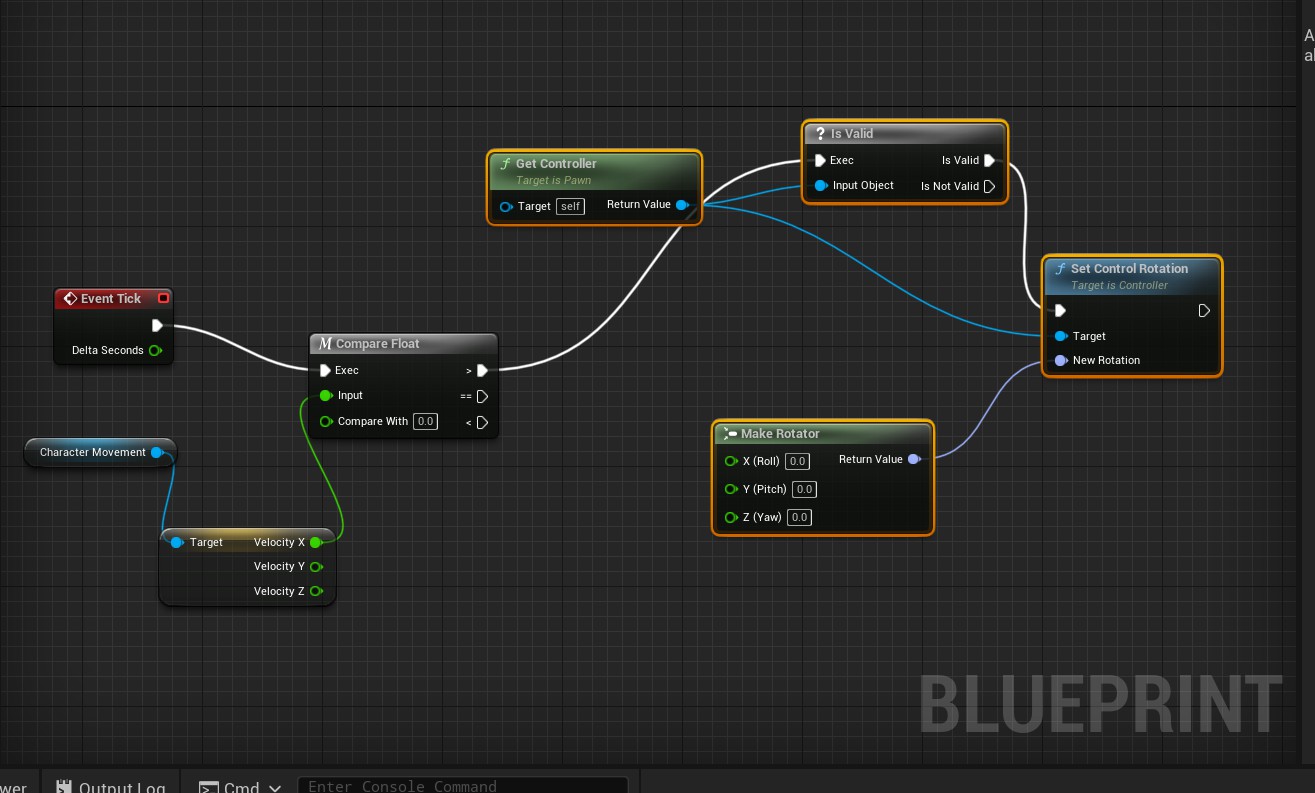 A
al
? Is Valid
Exec Is Valid
Input Object Is Not Valid
f Get Controller
Target is Pawn
Target self Return Value
f Set Control Rotation
Target is Controller
Target
New Rotation
Event Tick
Delta Seconds
M Compare Float
Exec >
Input ==
Compare With 0.0 <
Character Movement
Make Rotator
X (Roll) 0.0 Return Value
Y (Pitch) 0.0
Z (Yaw) 0.0
Target Velocity X
Velocity Y
Velocity Z
BLUEPRINT
wer Output Log Cmd Enter Console Command